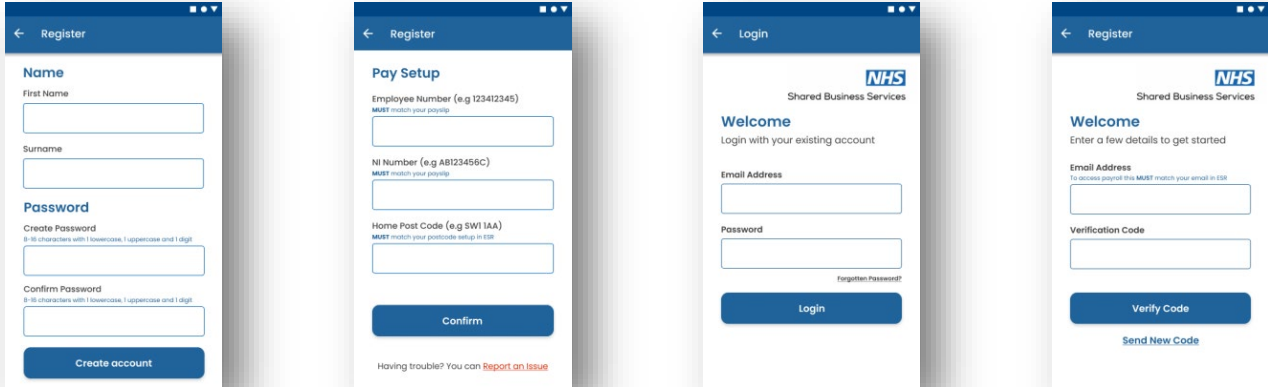 Register
Name
First Name
Surname
Password
Create Password
8-16 characters with 1 lowercase, 1 uppercase and 1 digit
Confirm Password
8-16 characters with 1 lowercase, 1 uppercase and 1 digit
Create account
Register
Pay Setup
Employee Number (e.g 123412345)
MUST match your payslip
NI Number (e.g AB123456C)
MUST match your payslip
Home Post Code (e.g SW1 1AA)
MUST match your postcode setup in ESR
Confirm
Having trouble? You can Report an Issue
Login
NHS
Shared Business Services
Welcome
Login with your existing account
Email Address
Password
Forgotten Password?
Login
Register
NHS
Shared Business Services
Welcome
Enter a few details to get started
Email Address
To access payroll this MUST match your email in ESR
Verification Code
Verify Code
Send New Code